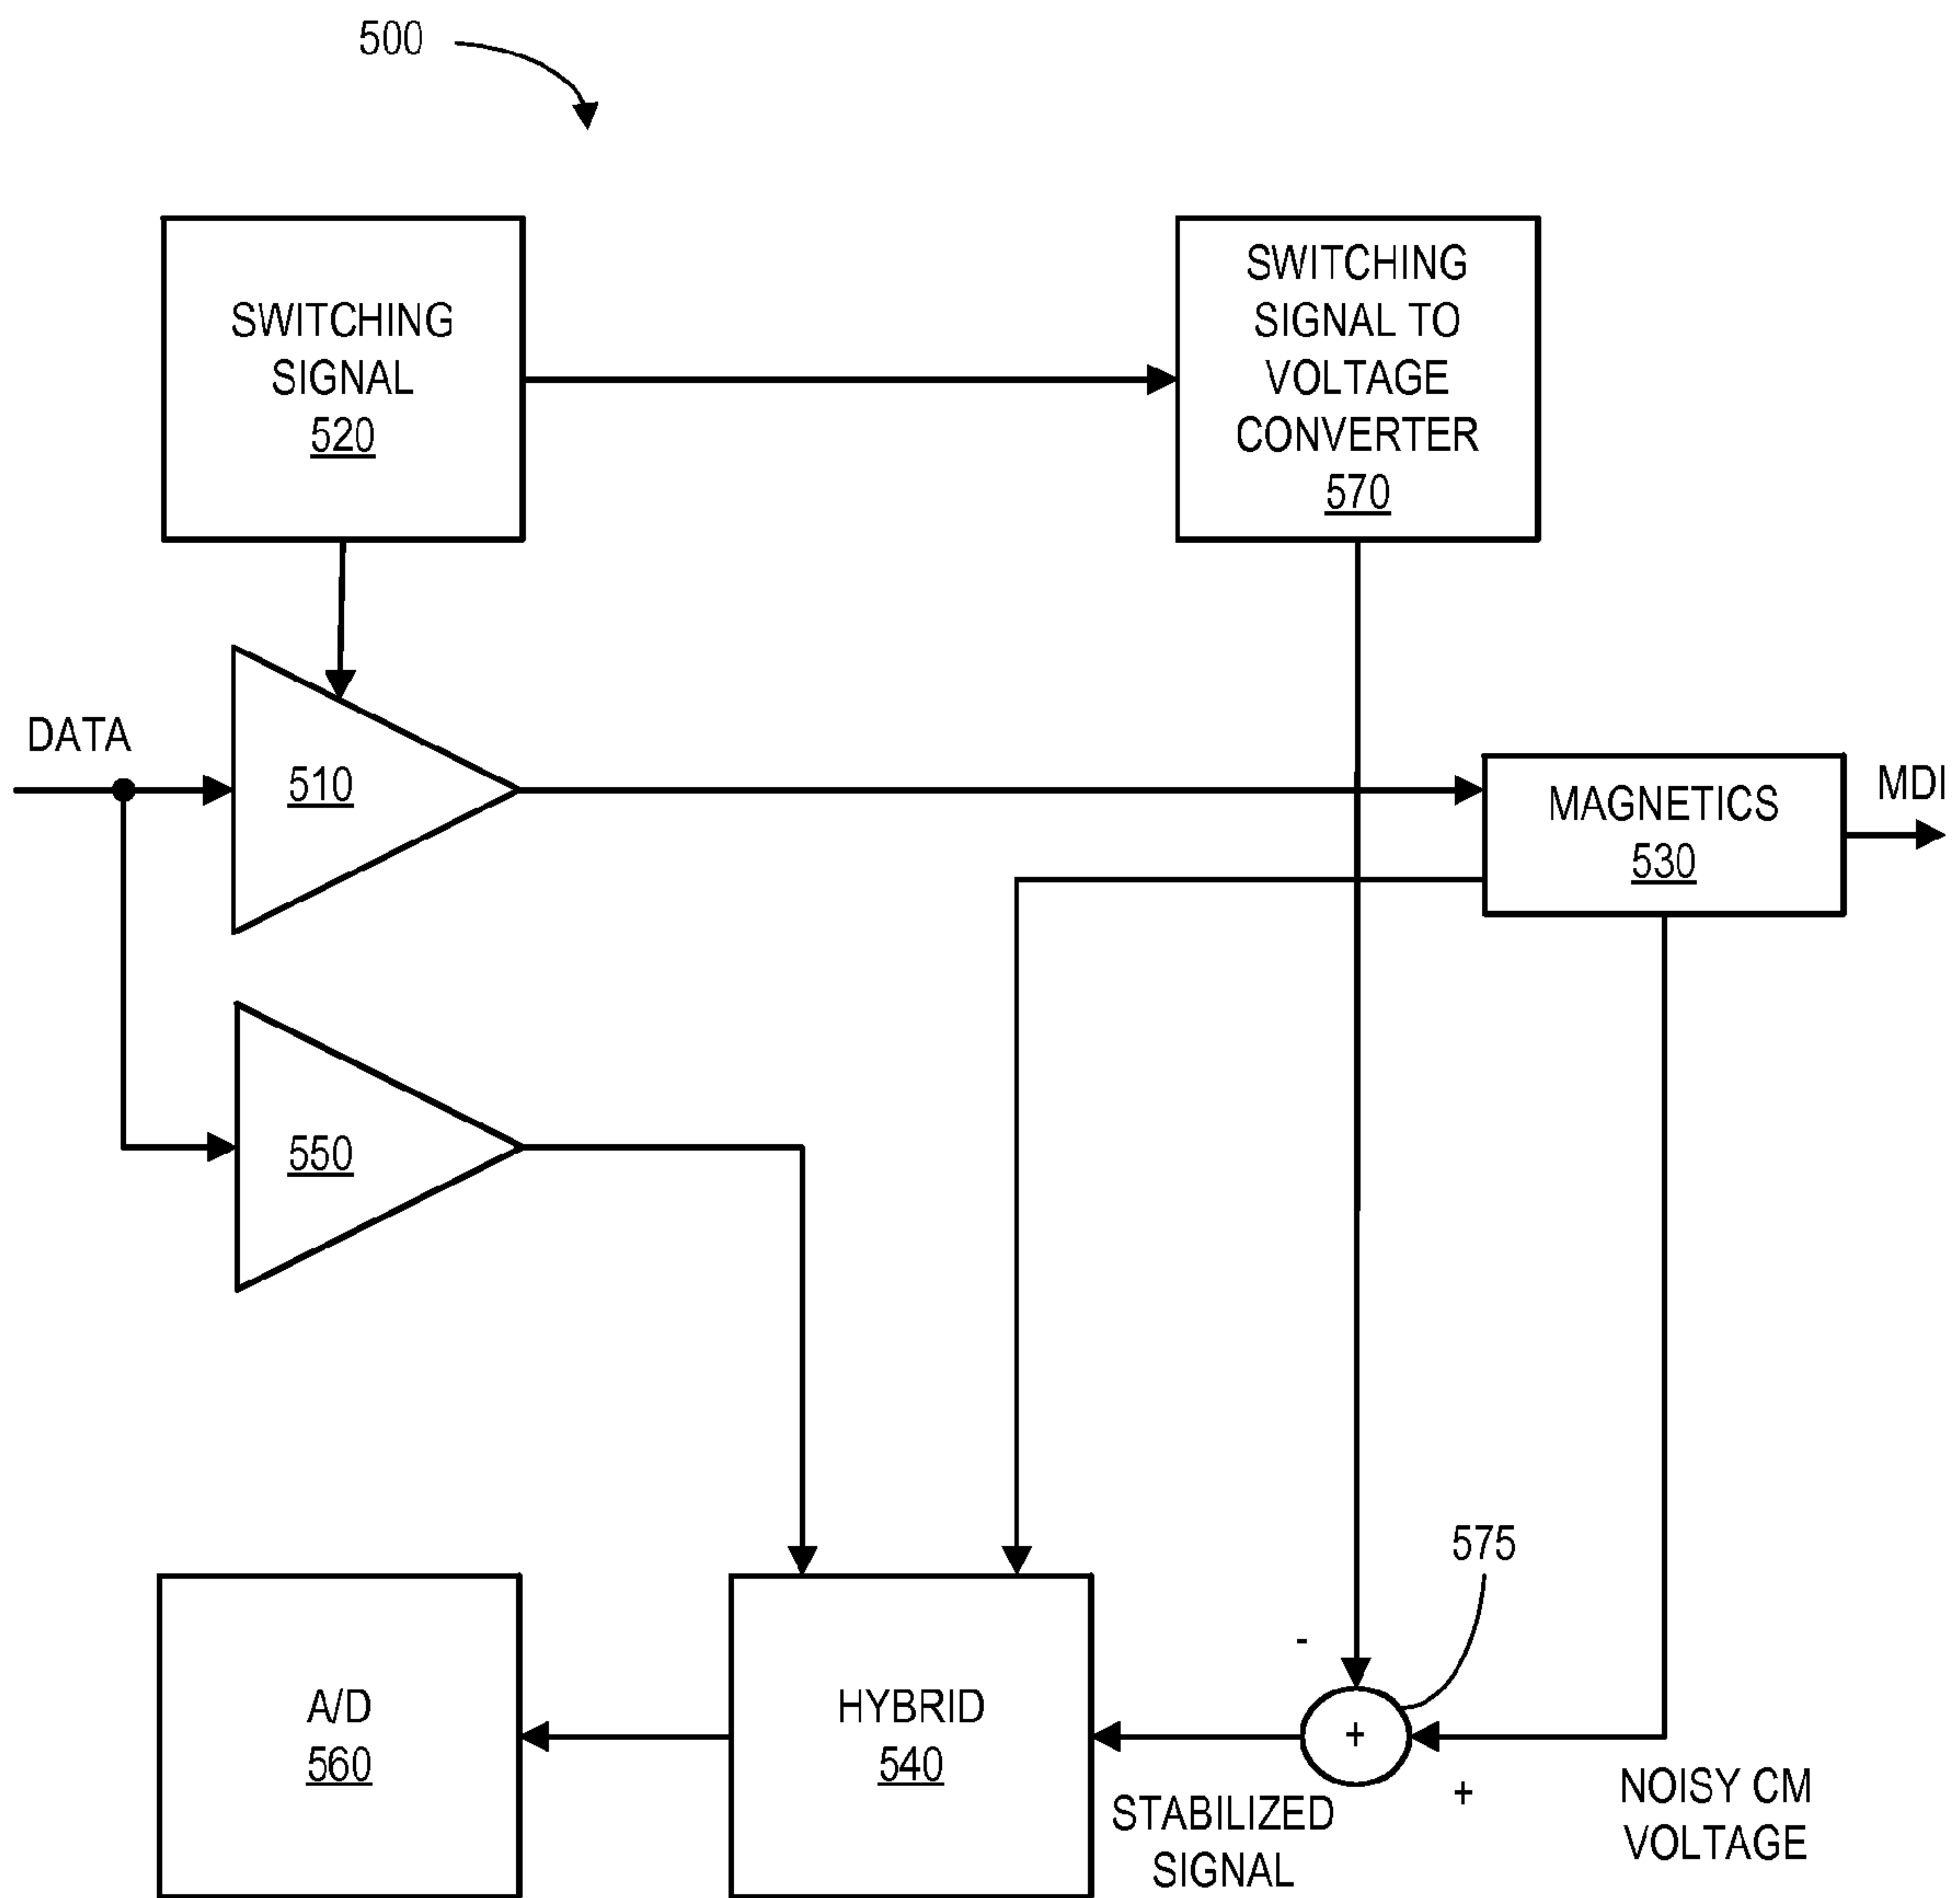 500
SWITCHING
SIGNAL
520
SWITCHING
SIGNAL TO
VOLTAGE
CONVERTER
570
DATA
510
MAGNETICS
530
MDI
550
575
-
A/D
560
HYBRID
540
+
+
STABILIZED
SIGNAL
NOISY CM
VOLTAGE